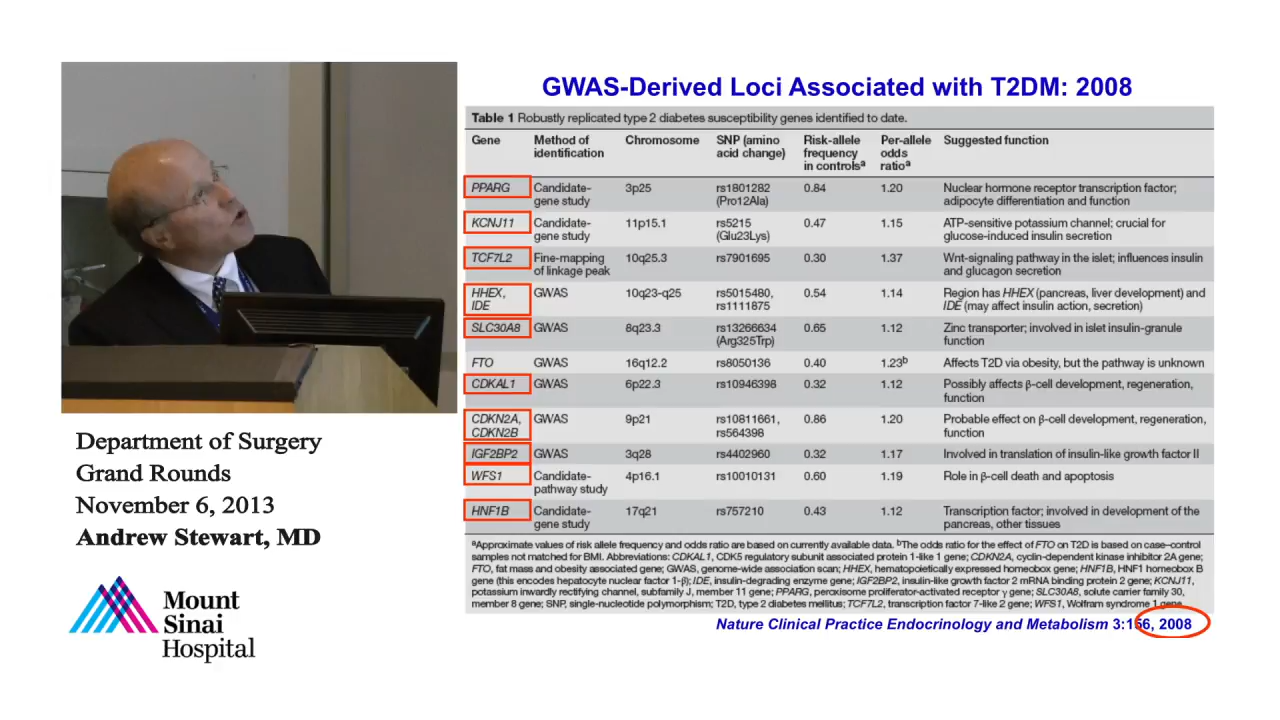 GWAS-Derived Loci Associated with T2DM: 2008
Table 1 Robustly replicated type 2 diabetes susceptibility genes identified to date.
Gene Method of identification Chromosome SNP (amino acid change) Risk-allele frequency in controlsᵃ Per-allele odds ratioᵃ Suggested function
PPARG Candidate-gene study 3p25 rs1801282 (Pro12Ala) 0.84 1.20 Nuclear hormone receptor transcription factor; adipocyte differentiation and function
KCNJ11 Candidate-gene study 11p15.1 rs5215 (Glu23Lys) 0.47 1.15 ATP-sensitive potassium channel; crucial for glucose-induced insulin secretion
TCF7L2 Fine-mapping of linkage peak 10q25.3 rs7901695 0.30 1.37 Wnt-signaling pathway in the islet; influences insulin and glucagon secretion
HHEX, IDE GWAS 10q23-q25 rs5015480, rs1111875 0.54 1.14 Region has HHEX (pancreas, liver development) and IDE (may affect insulin action, secretion)
SLC30A8 GWAS 8q23.3 rs13266634 (Arg325Trp) 0.65 1.12 Zinc transporter; involved in islet insulin-granule function
FTO GWAS 16q12.2 rs8050136 0.40 1.23ᵇ Affects T2D via obesity, but the pathway is unknown
CDKAL1 GWAS 6p22.3 rs10946398 0.32 1.12 Possibly affects β-cell development, regeneration, function
CDKN2A, CDKN2B GWAS 9p21 rs10811661, rs564398 0.86 1.20 Probable effect on β-cell development, regeneration, function
IGF2BP2 GWAS 3q28 rs4402960 0.32 1.17 Involved in translation of insulin-like growth factor II
WFS1 Candidate-pathway study 4p16.1 rs10010131 0.60 1.19 Role in β-cell death and apoptosis
HNF1B Candidate-gene study 17q21 rs757210 0.43 1.12 Transcription factor; involved in development of the pancreas, other tissues
ᵃApproximate values of risk allele frequency and odds ratio are based on currently available data. ᵇThe odds ratio for the effect of FTO on T2D is based on case–control
samples not matched for BMI. Abbreviations: CDKAL1, CDK5 regulatory subunit associated protein 1-like 1 gene; CDKN2A, cyclin-dependent kinase inhibitor 2A gene;
FTO, fat mass and obesity associated gene; GWAS, genome-wide association scan; HHEX, hematopoietically expressed homeobox gene; HNF1B, HNF1 homeobox B
gene (this encodes hepatocyte nuclear factor 1-β); IDE, insulin-degrading enzyme gene; IGF2BP2, insulin-like growth factor 2 mRNA binding protein 2 gene; KCNJ11,
potassium inwardly rectifying channel, subfamily J, member 11 gene; PPARG, peroxisome proliferator-activated receptor γ gene; SLC30A8, solute carrier family 30,
member 8 gene; SNP, single-nucleotide polymorphism; T2D, type 2 diabetes mellitus; TCF7L2, transcription factor 7-like 2 gene; WFS1, Wolfram syndrome 1 gene.
Nature Clinical Practice Endocrinology and Metabolism 3:156, 2008
Department of Surgery
Grand Rounds
November 6, 2013
Andrew Stewart, MD
Mount
Sinai
Hospital